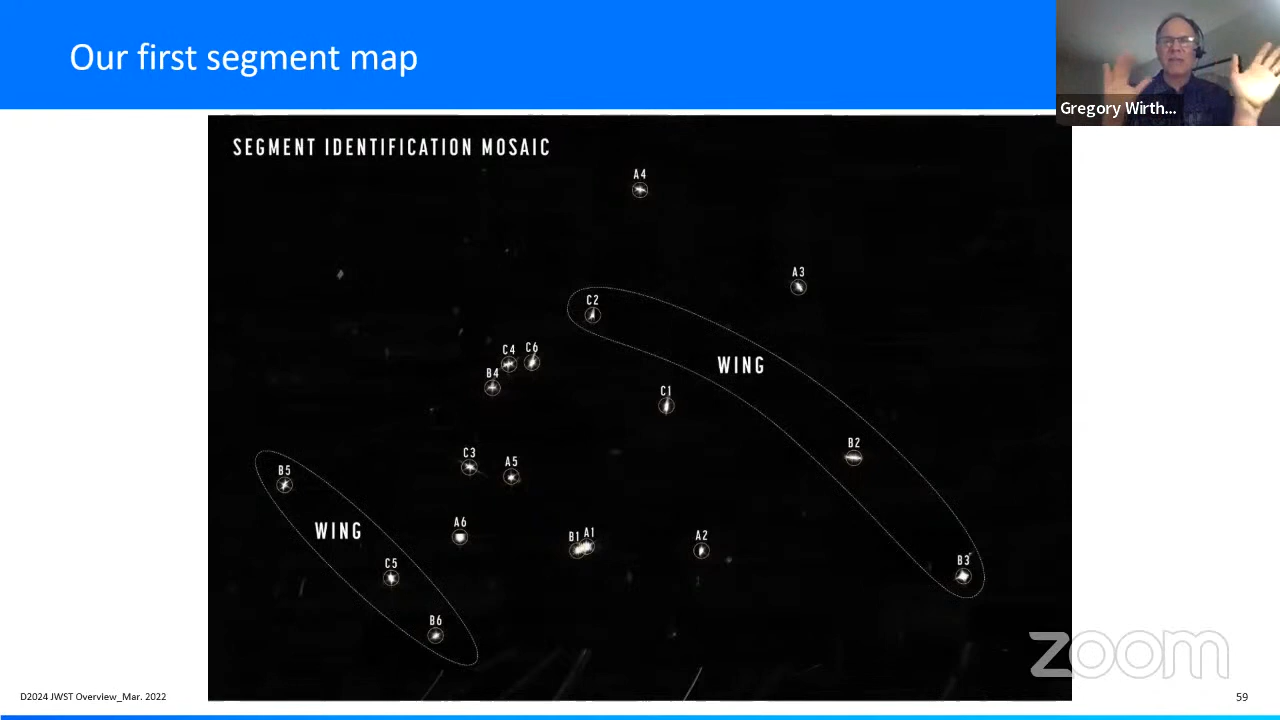 Our first segment map
Gregory Wirth...
SEGMENT IDENTIFICATION MOSAIC
A4
A3
C2
C4 C6
WING
B4
C1
B2
C3
A5
B5
A6
WING
B1 A1
A2
B3
C5
B6
zoom
D2024 JWST Overview_Mar. 2022
59